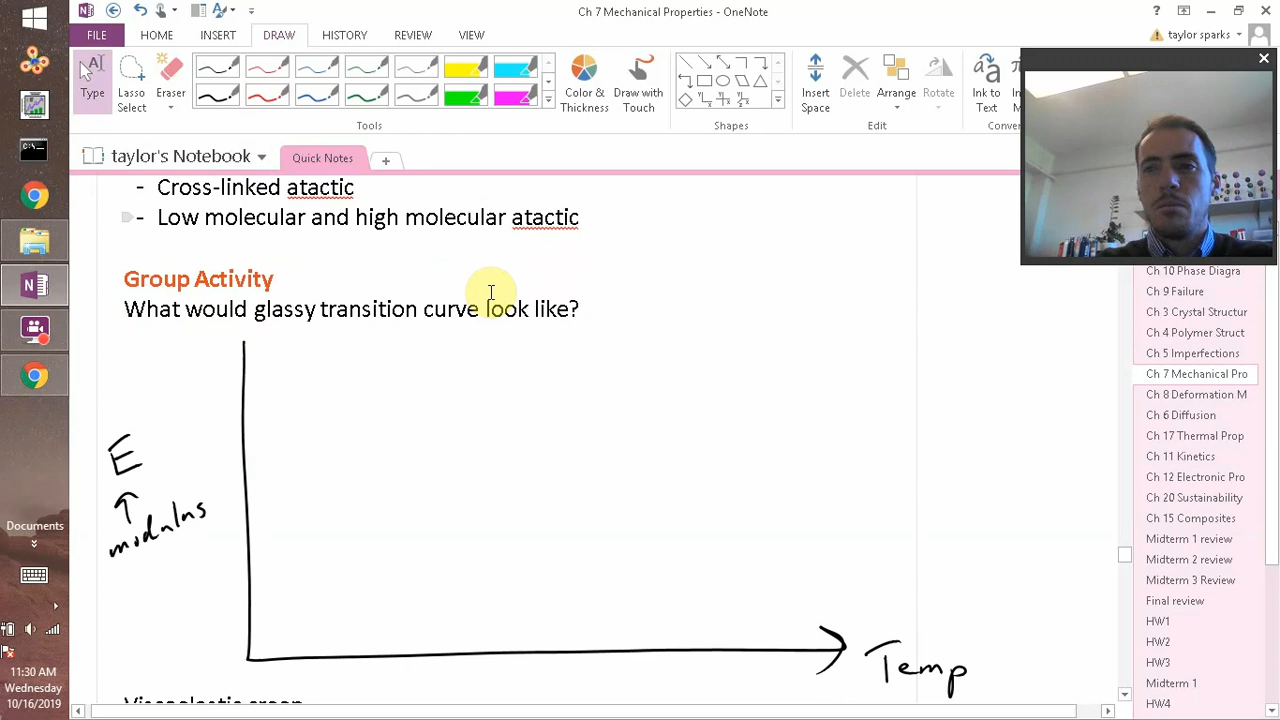 Ch 7 Mechanical Properties - OneNote
?
FILE
HOME
INSERT
DRAW
HISTORY
REVIEW
VIEW
taylor sparks
Type
Lasso
Select
Eraser
Color &
Thickness
Draw with
Touch
Insert
Space
Delete
Arrange
Rotate
Ink to
Text
Tools
Shapes
Edit
taylor's Notebook
Quick Notes
- Cross-linked atactic
- Low molecular and high molecular atactic
Group Activity
What would glassy transition curve look like?
E
modulus
Temp
Ch 10 Phase Diagra
Ch 9 Failure
Ch 3 Crystal Structur
Ch 4 Polymer Struct
Ch 5 Imperfections
Ch 7 Mechanical Pro
Ch 8 Deformation M
Ch 6 Diffusion
Ch 17 Thermal Prop
Ch 11 Kinetics
Ch 12 Electronic Pro
Ch 20 Sustainability
Ch 15 Composites
Midterm 1 review
Midterm 2 review
Midterm 3 Review
Final review
HW1
HW2
HW3
Midterm 1
HW4
Documents
11:30 AM
Wednesday
10/16/2019